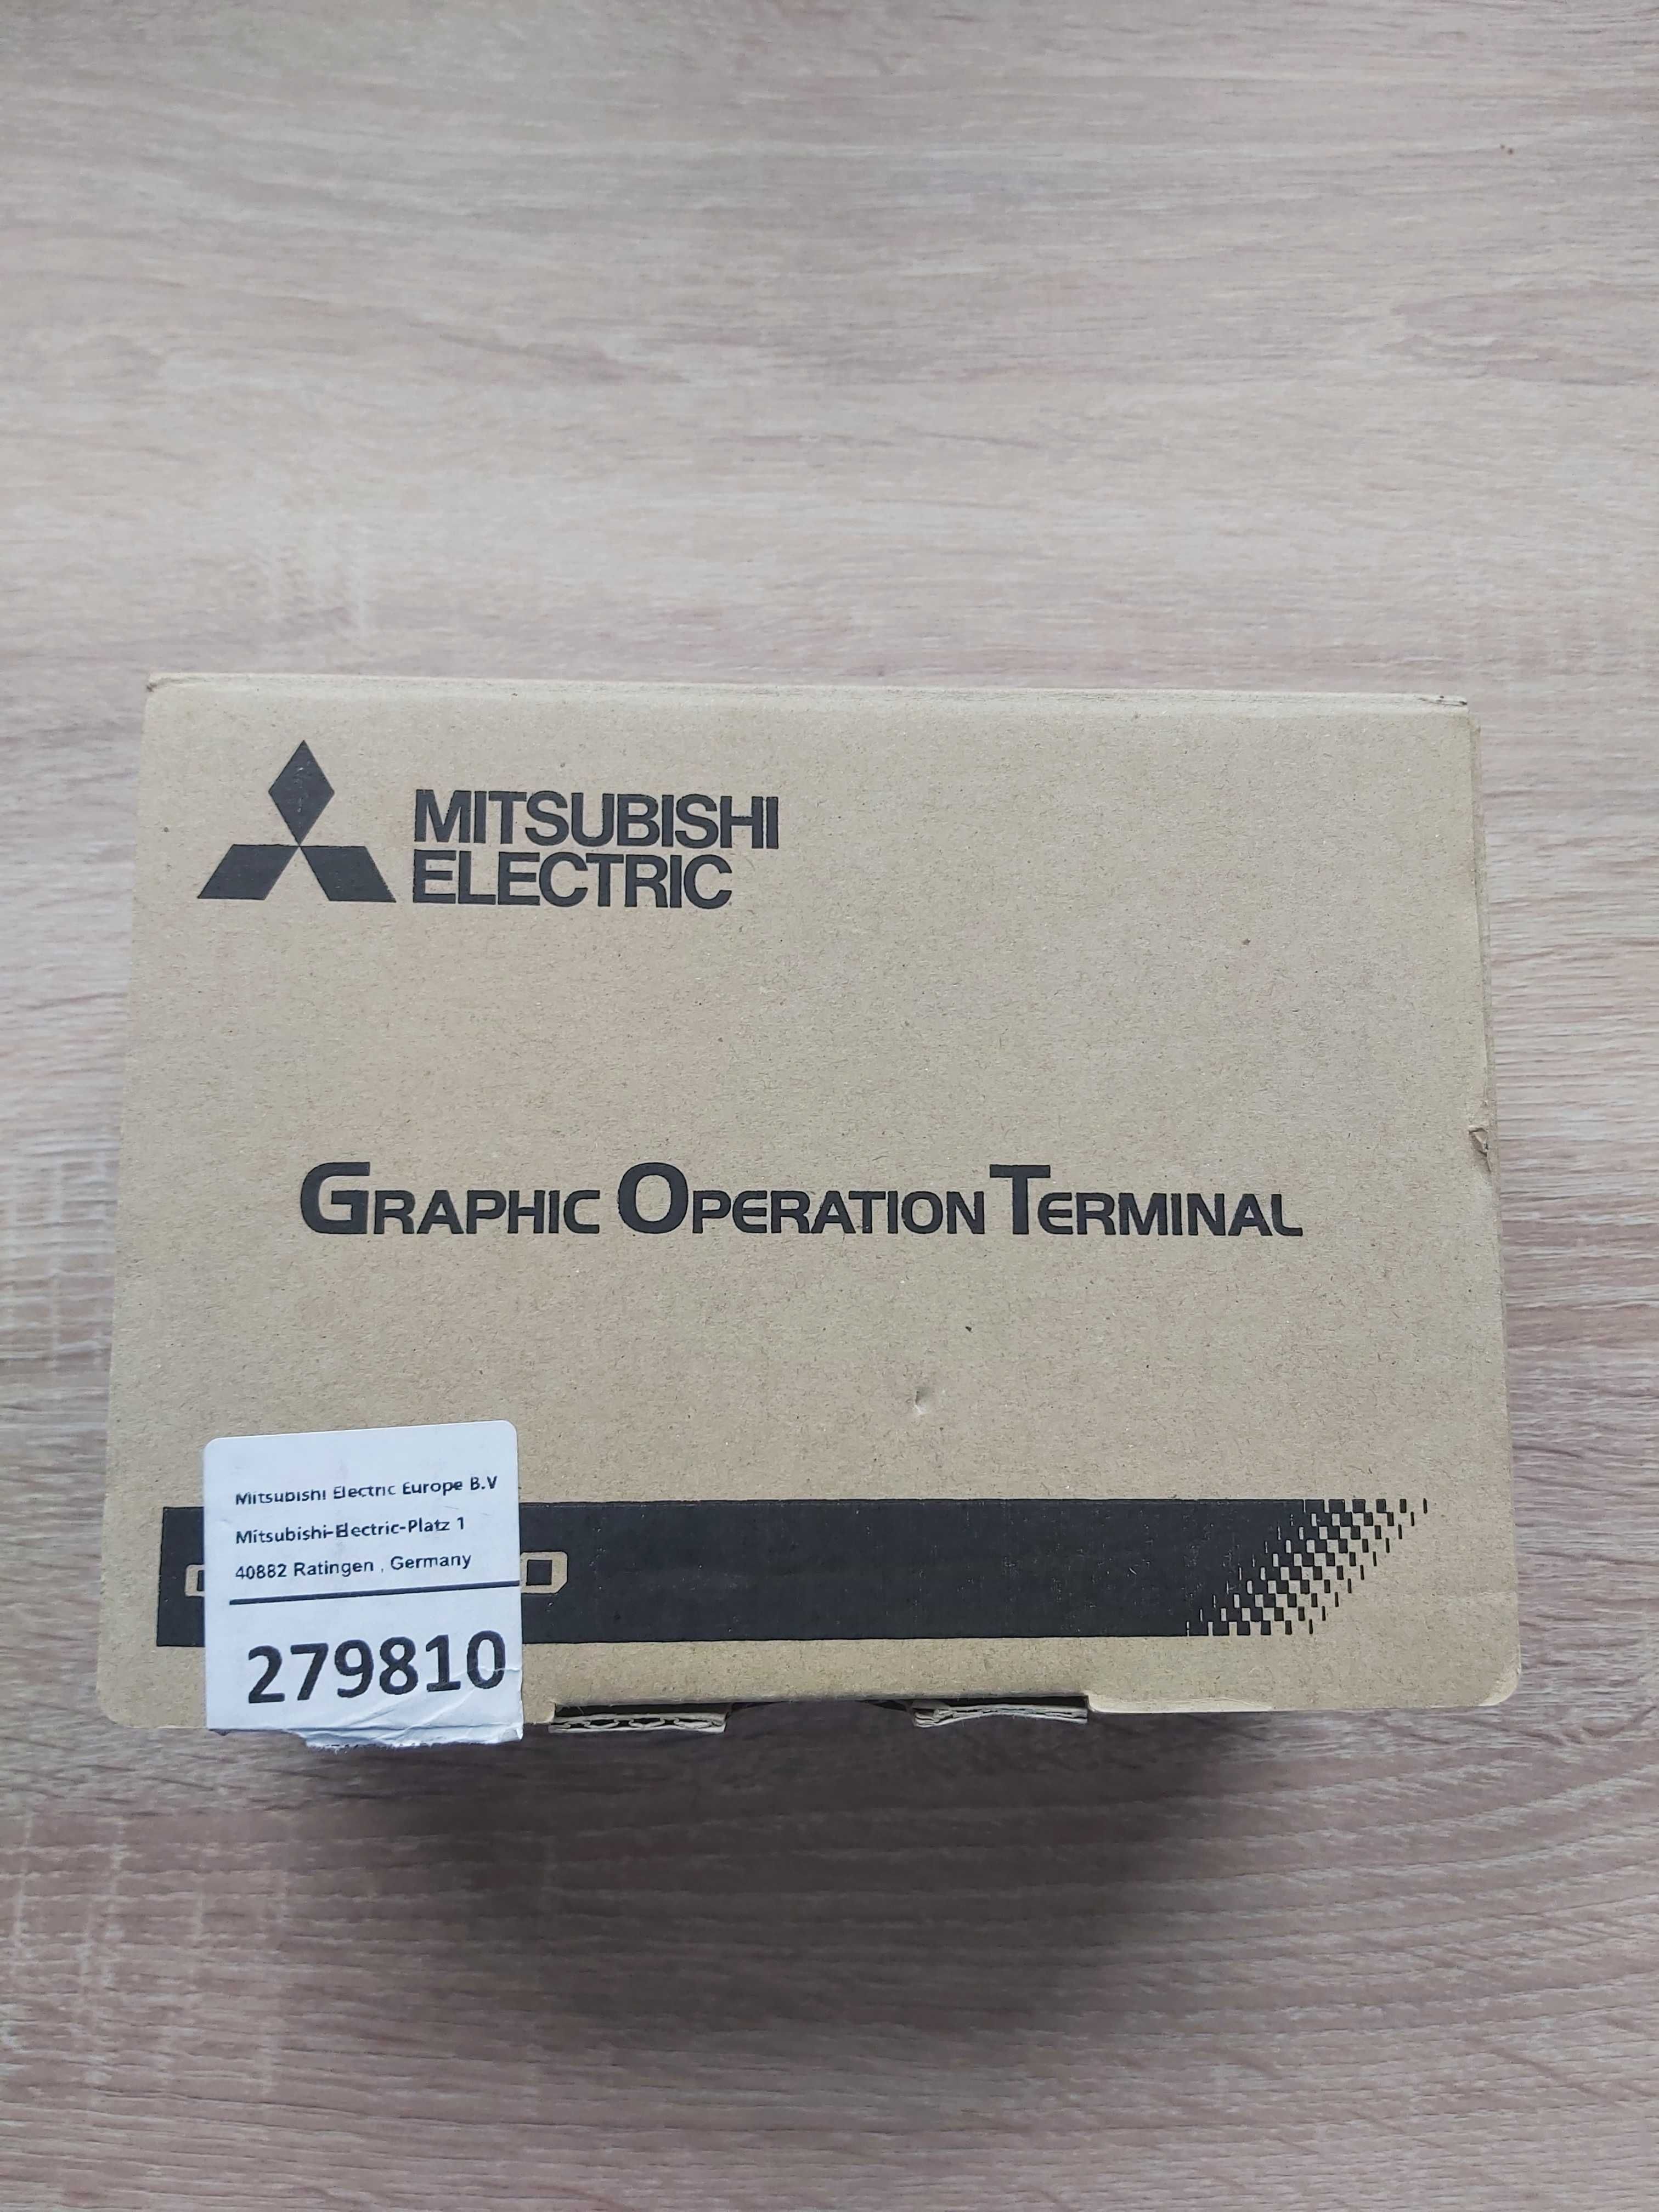 MITSUBISHI
ELECTRIC
GRAPHIC OPERATION TERMINAL
Mitsubishi Electric Europe B.V
Mitsubishi-Electric-Platz 1
40882 Ratingen , Germany
279810